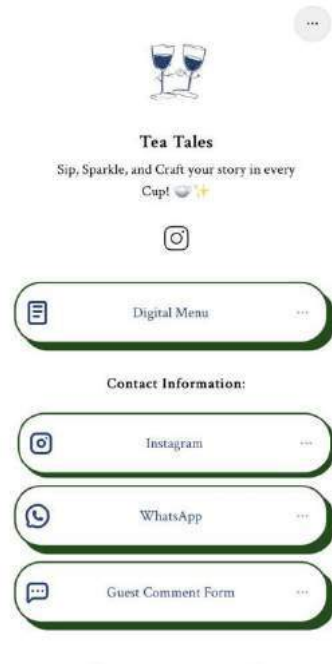 Tea Tales
Sip, Sparkle, and Craft your story in every
Cup! 🍵✨
Digital Menu
Contact Information:
Instagram
WhatsApp
Guest Comment Form